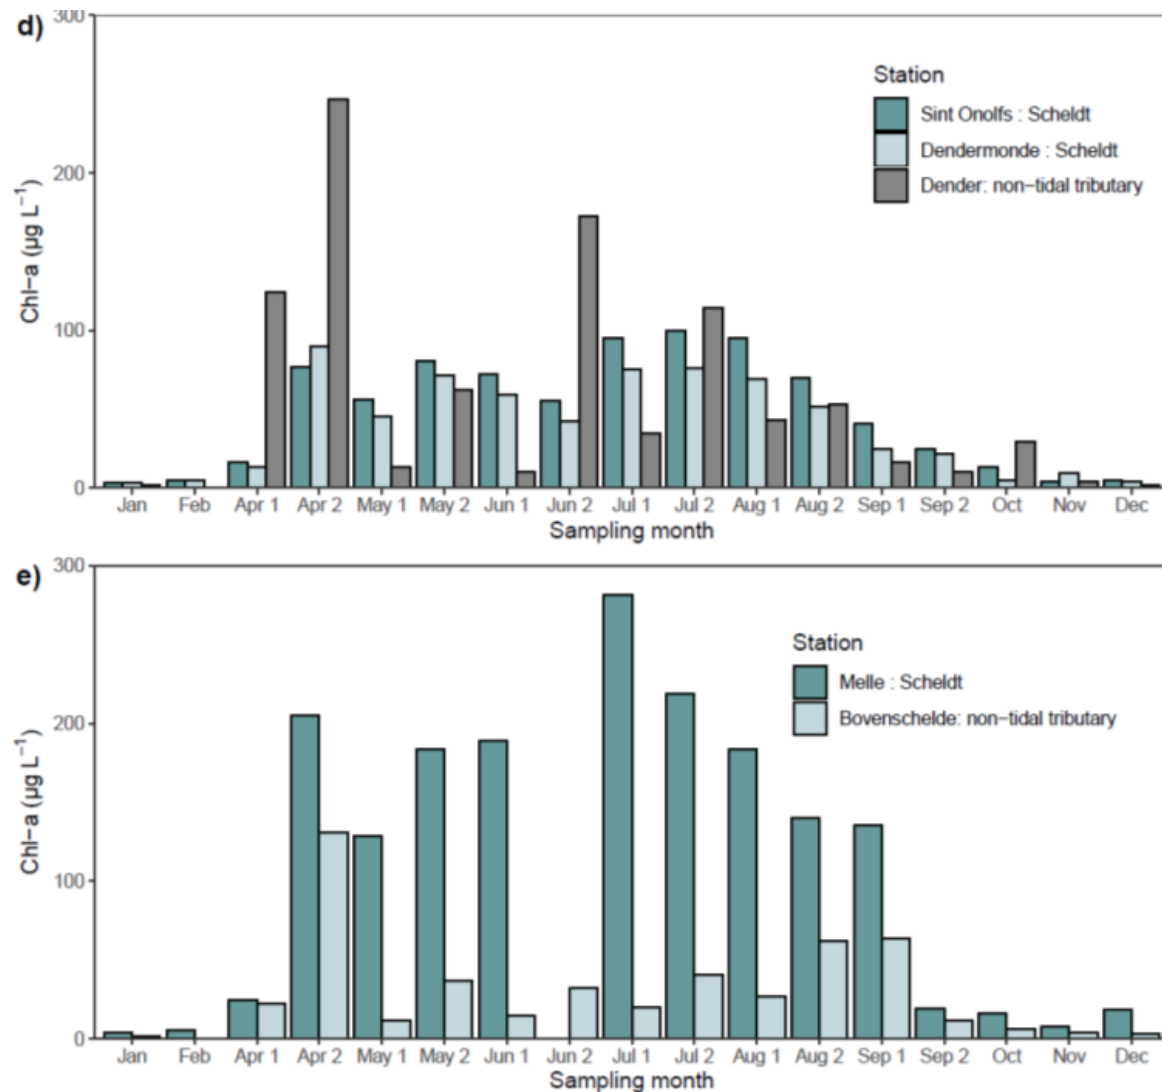 d)
300
200
100
0
Chl-a (µg L⁻¹)
Station
Sint Onolfs : Scheldt
Dendermonde : Scheldt
Dender: non-tidal tributary
Jan Feb Apr 1 Apr 2 May 1 May 2 Jun 1 Jun 2 Jul 1 Jul 2 Aug 1 Aug 2 Sep 1 Sep 2 Oct Nov Dec
Sampling month
e)
300
200
100
0
Chl-a (µg L⁻¹)
Station
Melle : Scheldt
Bovenschelde: non-tidal tributary
Jan Feb Apr 1 Apr 2 May 1 May 2 Jun 1 Jun 2 Jul 1 Jul 2 Aug 1 Aug 2 Sep 1 Sep 2 Oct Nov Dec
Sampling month